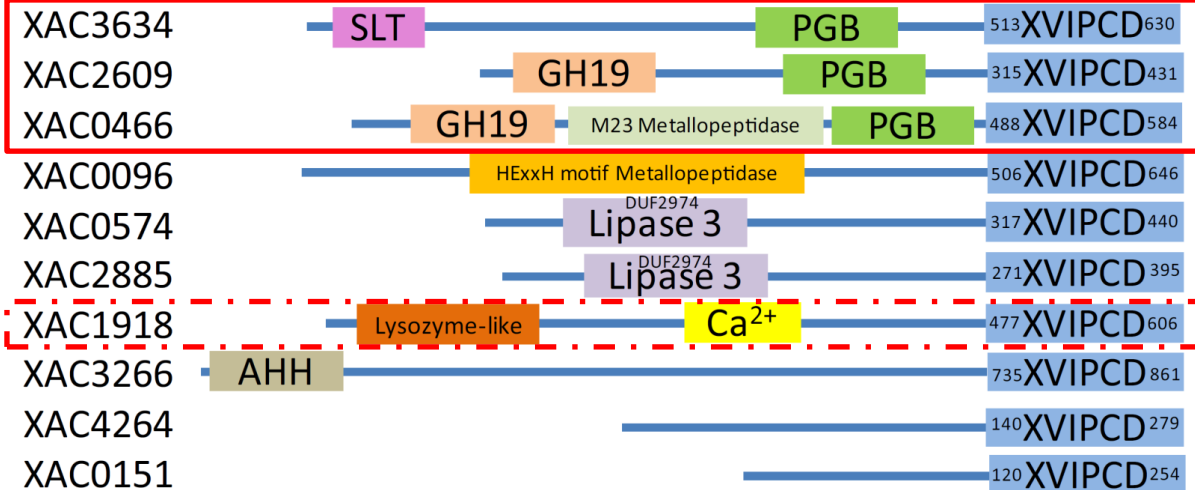 XAC3634 SLT PGB 513XVIPCD630
XAC2609 GH19 PGB 315XVIPCD431
XAC0466 GH19 M23 Metallopeptidase PGB 488XVIPCD584
XAC0096 HExxH motif Metallopeptidase 506XVIPCD646
XAC0574 DUF2974 Lipase 3 317XVIPCD440
XAC2885 DUF2974 Lipase 3 271XVIPCD395
XAC1918 Lysozyme-like Ca2+ 477XVIPCD606
XAC3266 AHH 735XVIPCD861
XAC4264 140XVIPCD279
XAC0151 120XVIPCD254